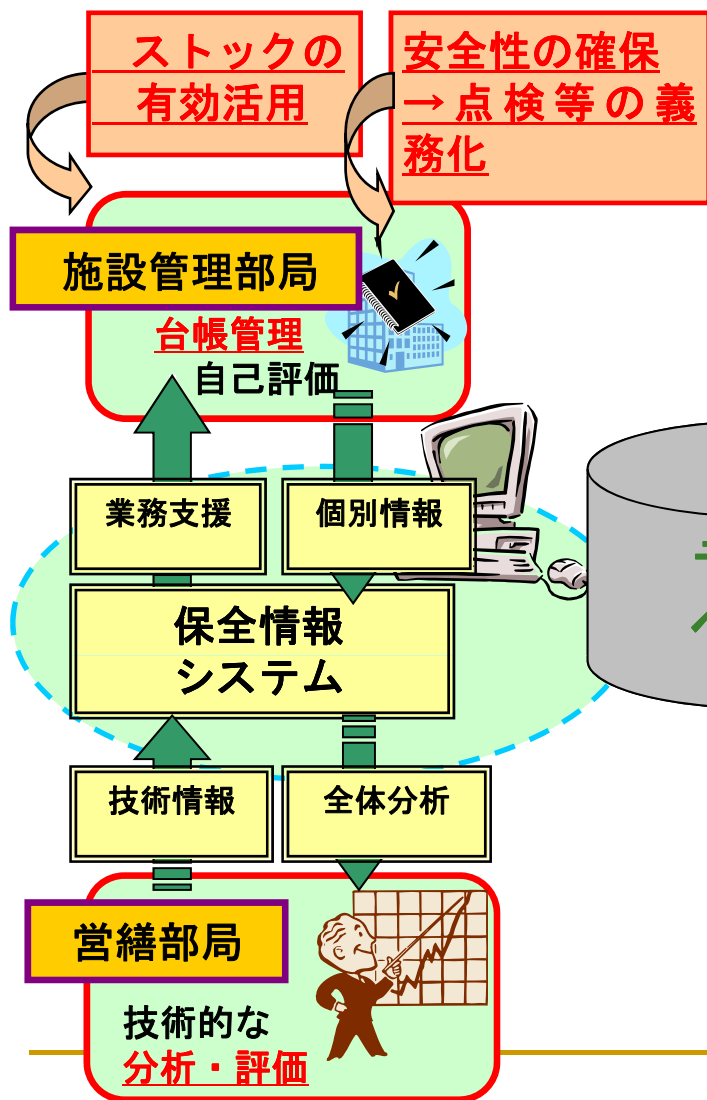 ストックの
有効活用
安全性の確保
→点検等の義
務化
施設管理部局
台帳管理
自己評価
業務支援
個別情報
保全情報
システム
技術情報
全体分析
営繕部局
技術的な
分析・評価